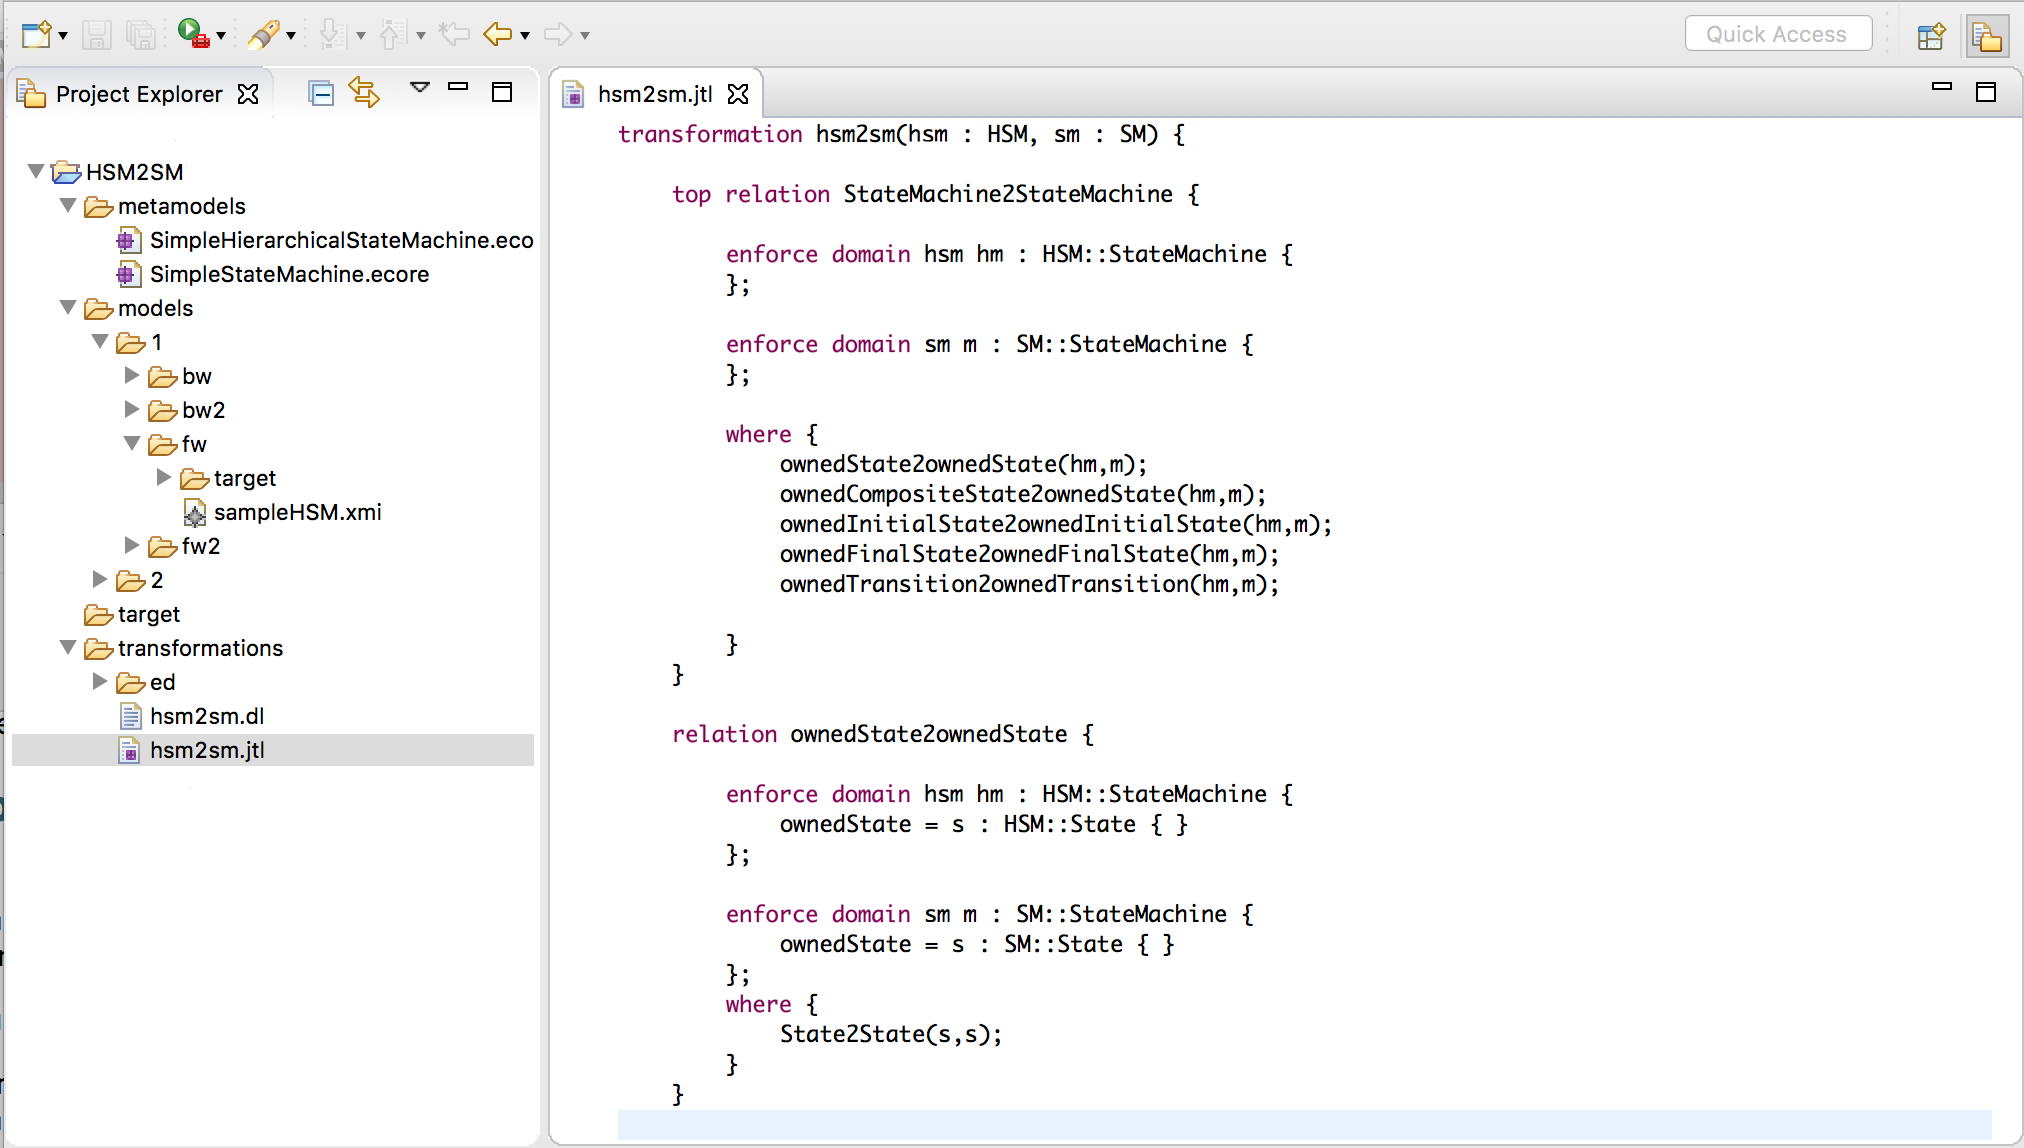 Quick Access
Project Explorer
HSM2SM
metamodels
SimpleHierarchicalStateMachine.eco
SimpleStateMachine.ecore
models
1
bw
bw2
fw
target
sampleHSM.xmi
fw2
2
target
transformations
ed
hsm2sm.dl
hsm2sm.jtl
hsm2sm.jtl
transformation hsm2sm(hsm : HSM, sm : SM) {
top relation StateMachine2StateMachine {
enforce domain hsm hm : HSM::StateMachine {
};
enforce domain sm m : SM::StateMachine {
};
where {
ownedState2ownedState(hm,m);
ownedCompositeState2ownedState(hm,m);
ownedInitialState2ownedInitialState(hm,m);
ownedFinalState2ownedFinalState(hm,m);
ownedTransition2ownedTransition(hm,m);
}
}
relation ownedState2ownedState {
enforce domain hsm hm : HSM::StateMachine {
ownedState = s : HSM::State { }
};
enforce domain sm m : SM::StateMachine {
ownedState = s : SM::State { }
};
where {
State2State(s,s);
}
}